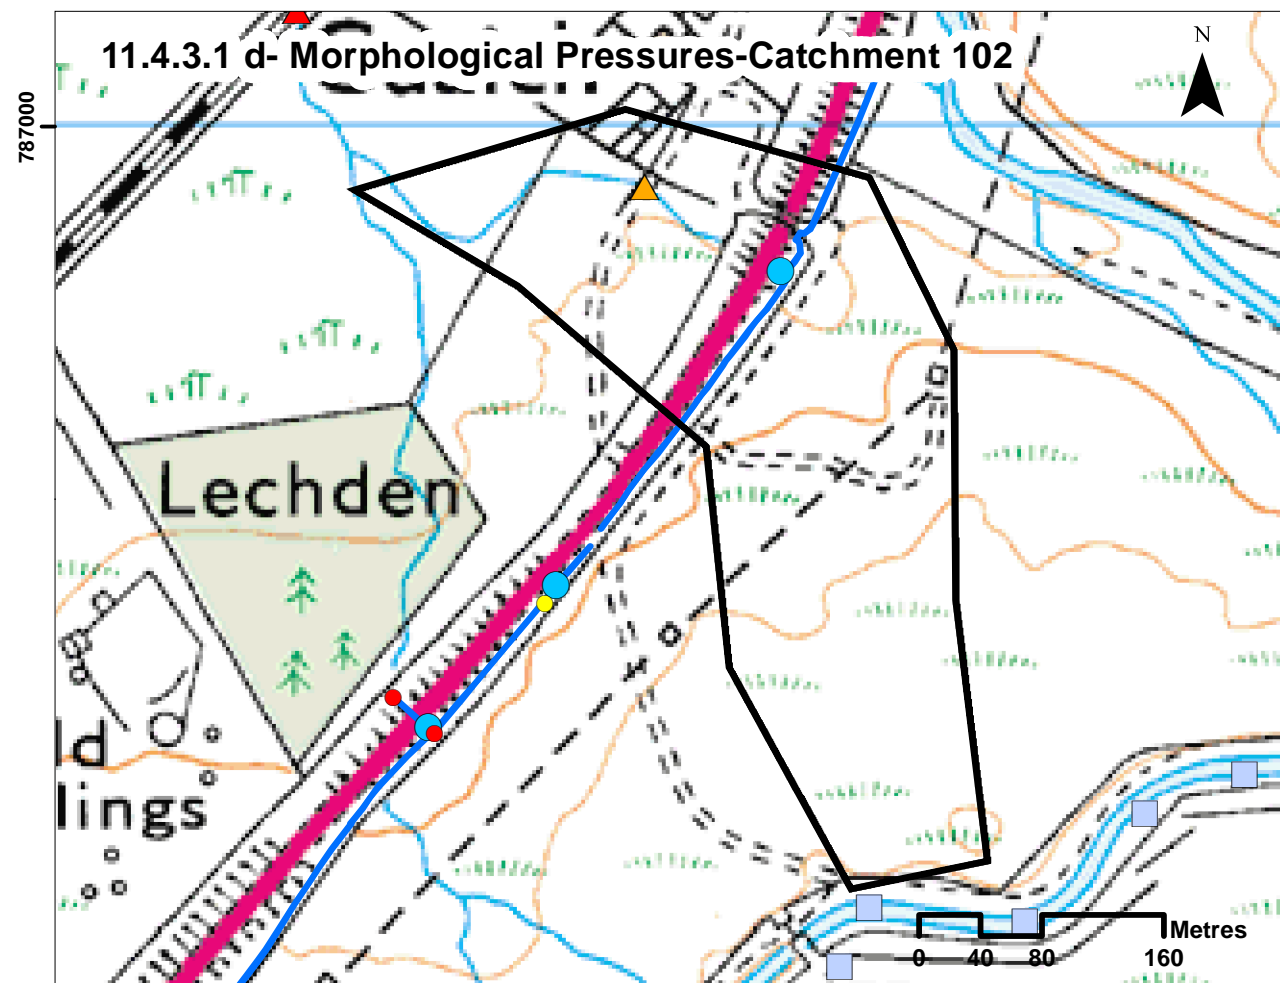 11.4.3.1 d- Morphological Pressures-Catchment 102
N
787000
Lechden
ld
lings
Metres
0 40 80 160